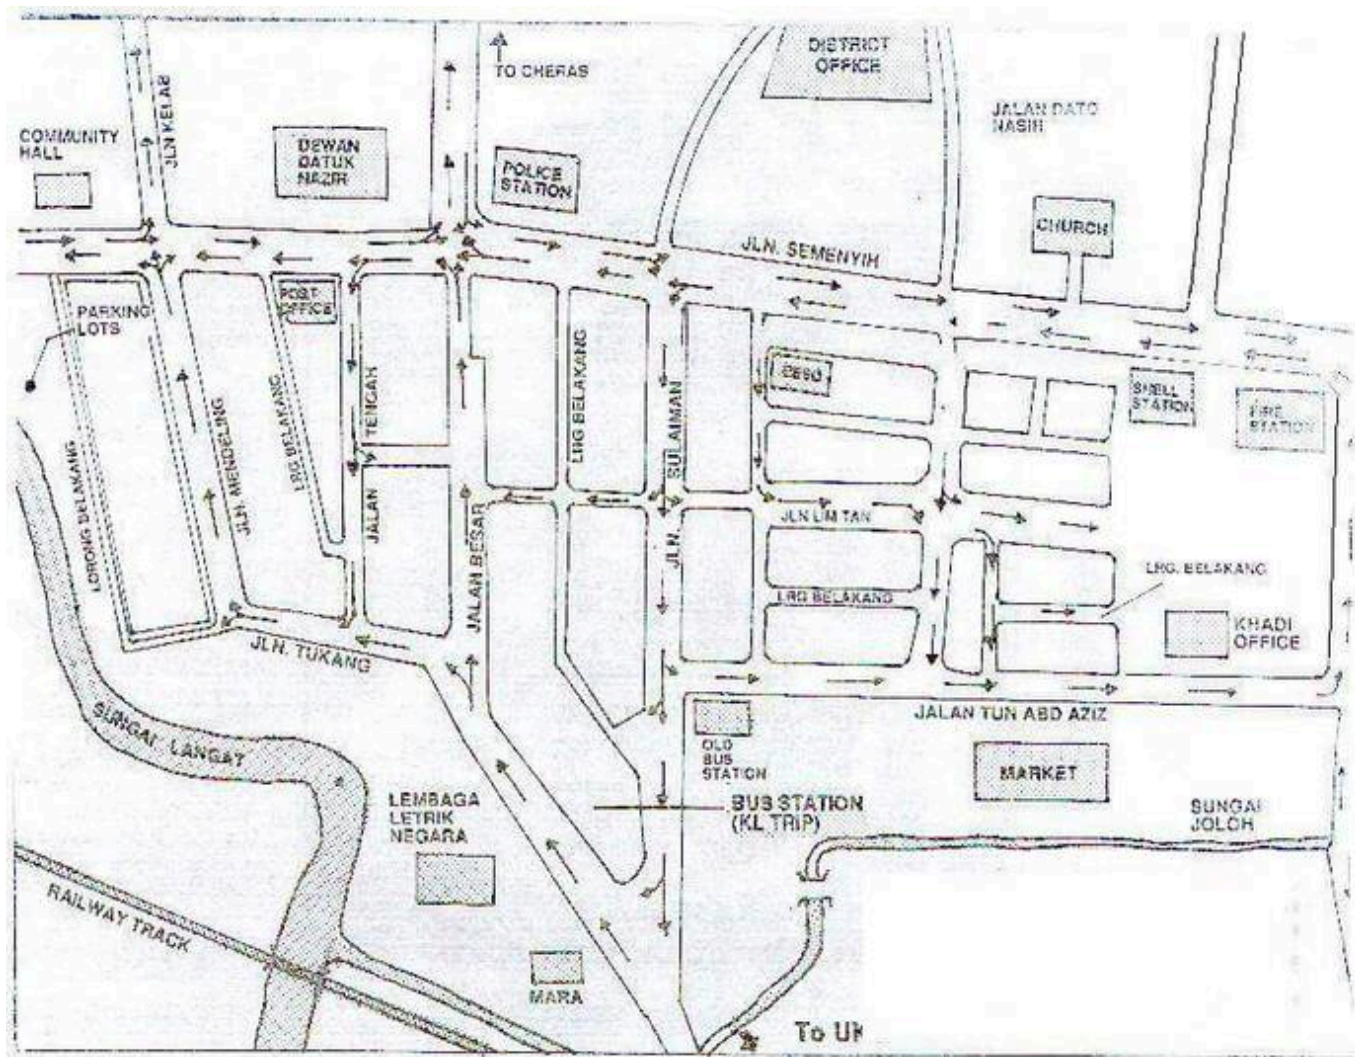 TO CHERAS
DISTRICT
OFFICE
JALAN DATO
NASIR
COMMUNITY
HALL
JLN KELAB
DEWAN
DATUK
NAZIR
POLICE
STATION
CHURCH
JLN. SEMENYIH
PARKING
LOTS
POST
OFFICE
ESSO
SHELL
STATION
FIRE
STATION
LORONG BELAKANG
JLN. MENDELING
LRG BELAKANG
JALAN TENGAH
JALAN BESAR
LRG BELAKANG
JLN. SULAIMAN
JLN LIM TAN
LRG BELAKANG
LRG. BELAKANG
KHADI
OFFICE
JLN. TUKANG
JALAN TUN ABD AZIZ
SUNGAI LANGAT
OLD
BUS
STATION
MARKET
LEMBAGA
LETRIK
NEGARA
BUS STATION
(KL TRIP)
SUNGAI
JOLOH
RAILWAY TRACK
MARA
To UK